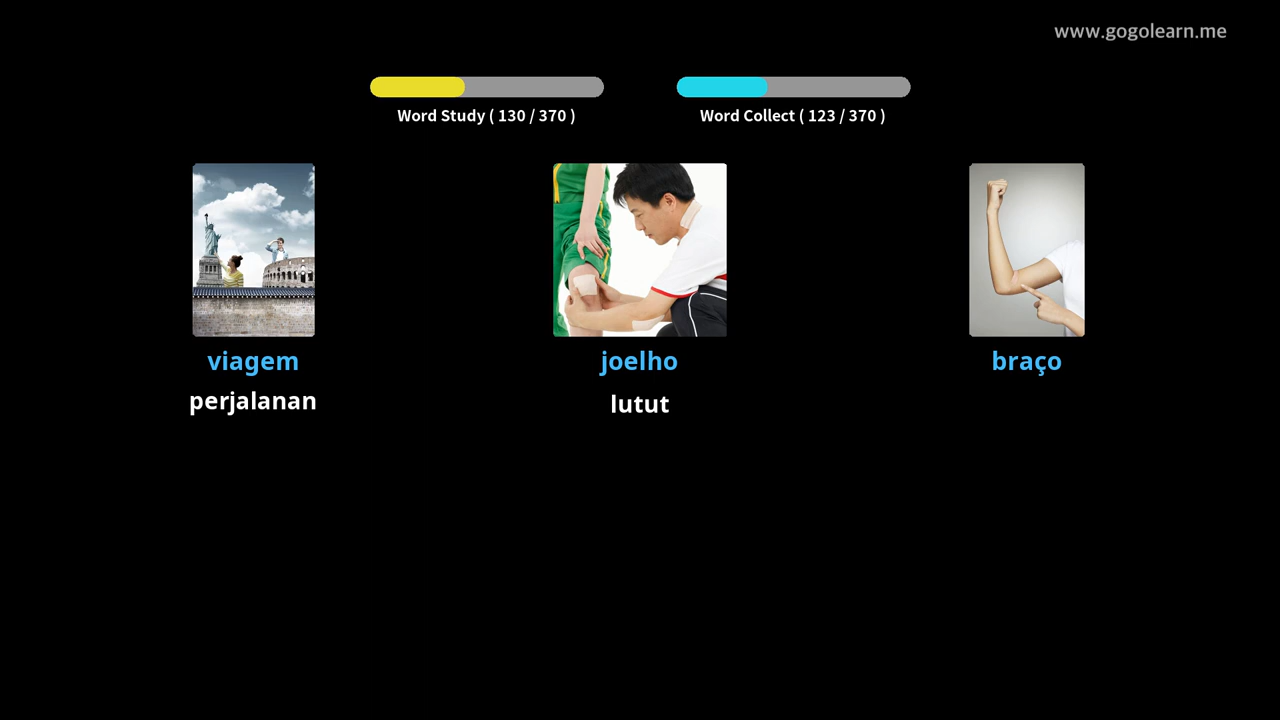 www.gogolearn.me
Word Study ( 130 / 370 )
Word Collect ( 123 / 370 )
viagem
joelho
braço
perjalanan
lutut